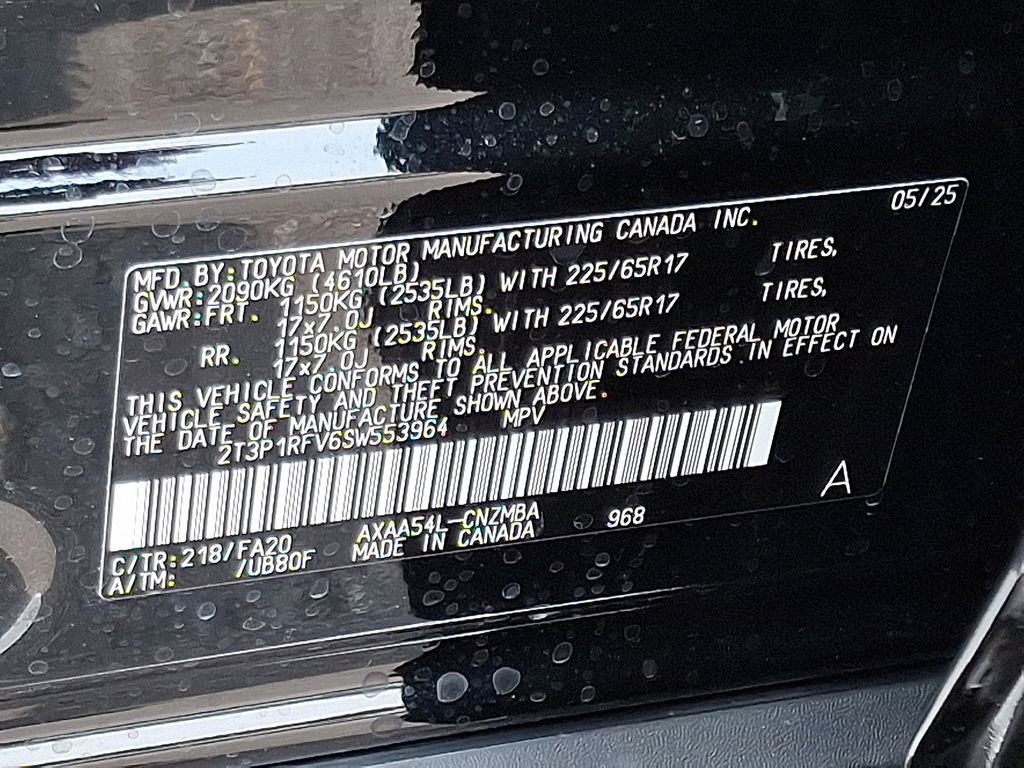 05/25
MFD.BY:TOYOTA MOTOR MANUFACTURING CANADA INC.
GVWR:2090KG (4610LB)
GAWR:FRT. 1150KG (2535LB) WITH 225/65R17 TIRES,
17x7.0J RIMS.
RR. 1150KG (2535LB) WITH 225/65R17 TIRES,
17x7.0J RIMS.
THIS VEHICLE CONFORMS TO ALL APPLICABLE FEDERAL MOTOR
VEHICLE SAFETY AND THEFT PREVENTION STANDARDS IN EFFECT ON
THE DATE OF MANUFACTURE SHOWN ABOVE.
2T3P1RFV6SW553964 MPV
A
C/TR:218/FA20 AXAA54L-CNZMBA 968
A/TM: /UB80F MADE IN CANADA